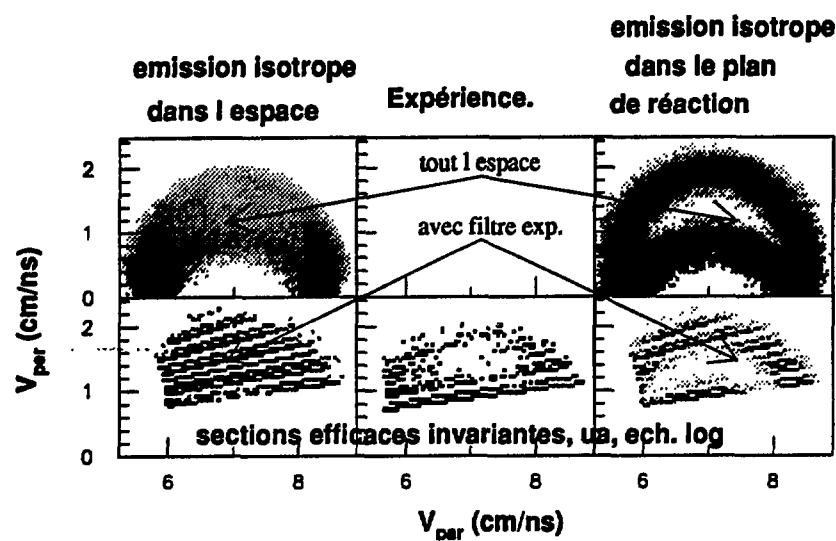 emission isotrope
dans l espace
Expérience.
emission isotrope
dans le plan
de réaction
tout l espace
avec filtre exp.
2
1
0
2
1
0
V_per (cm/ns)
sections efficaces invariantes, ua, ech. log
6 8 6 8 6 8
V_par (cm/ns)